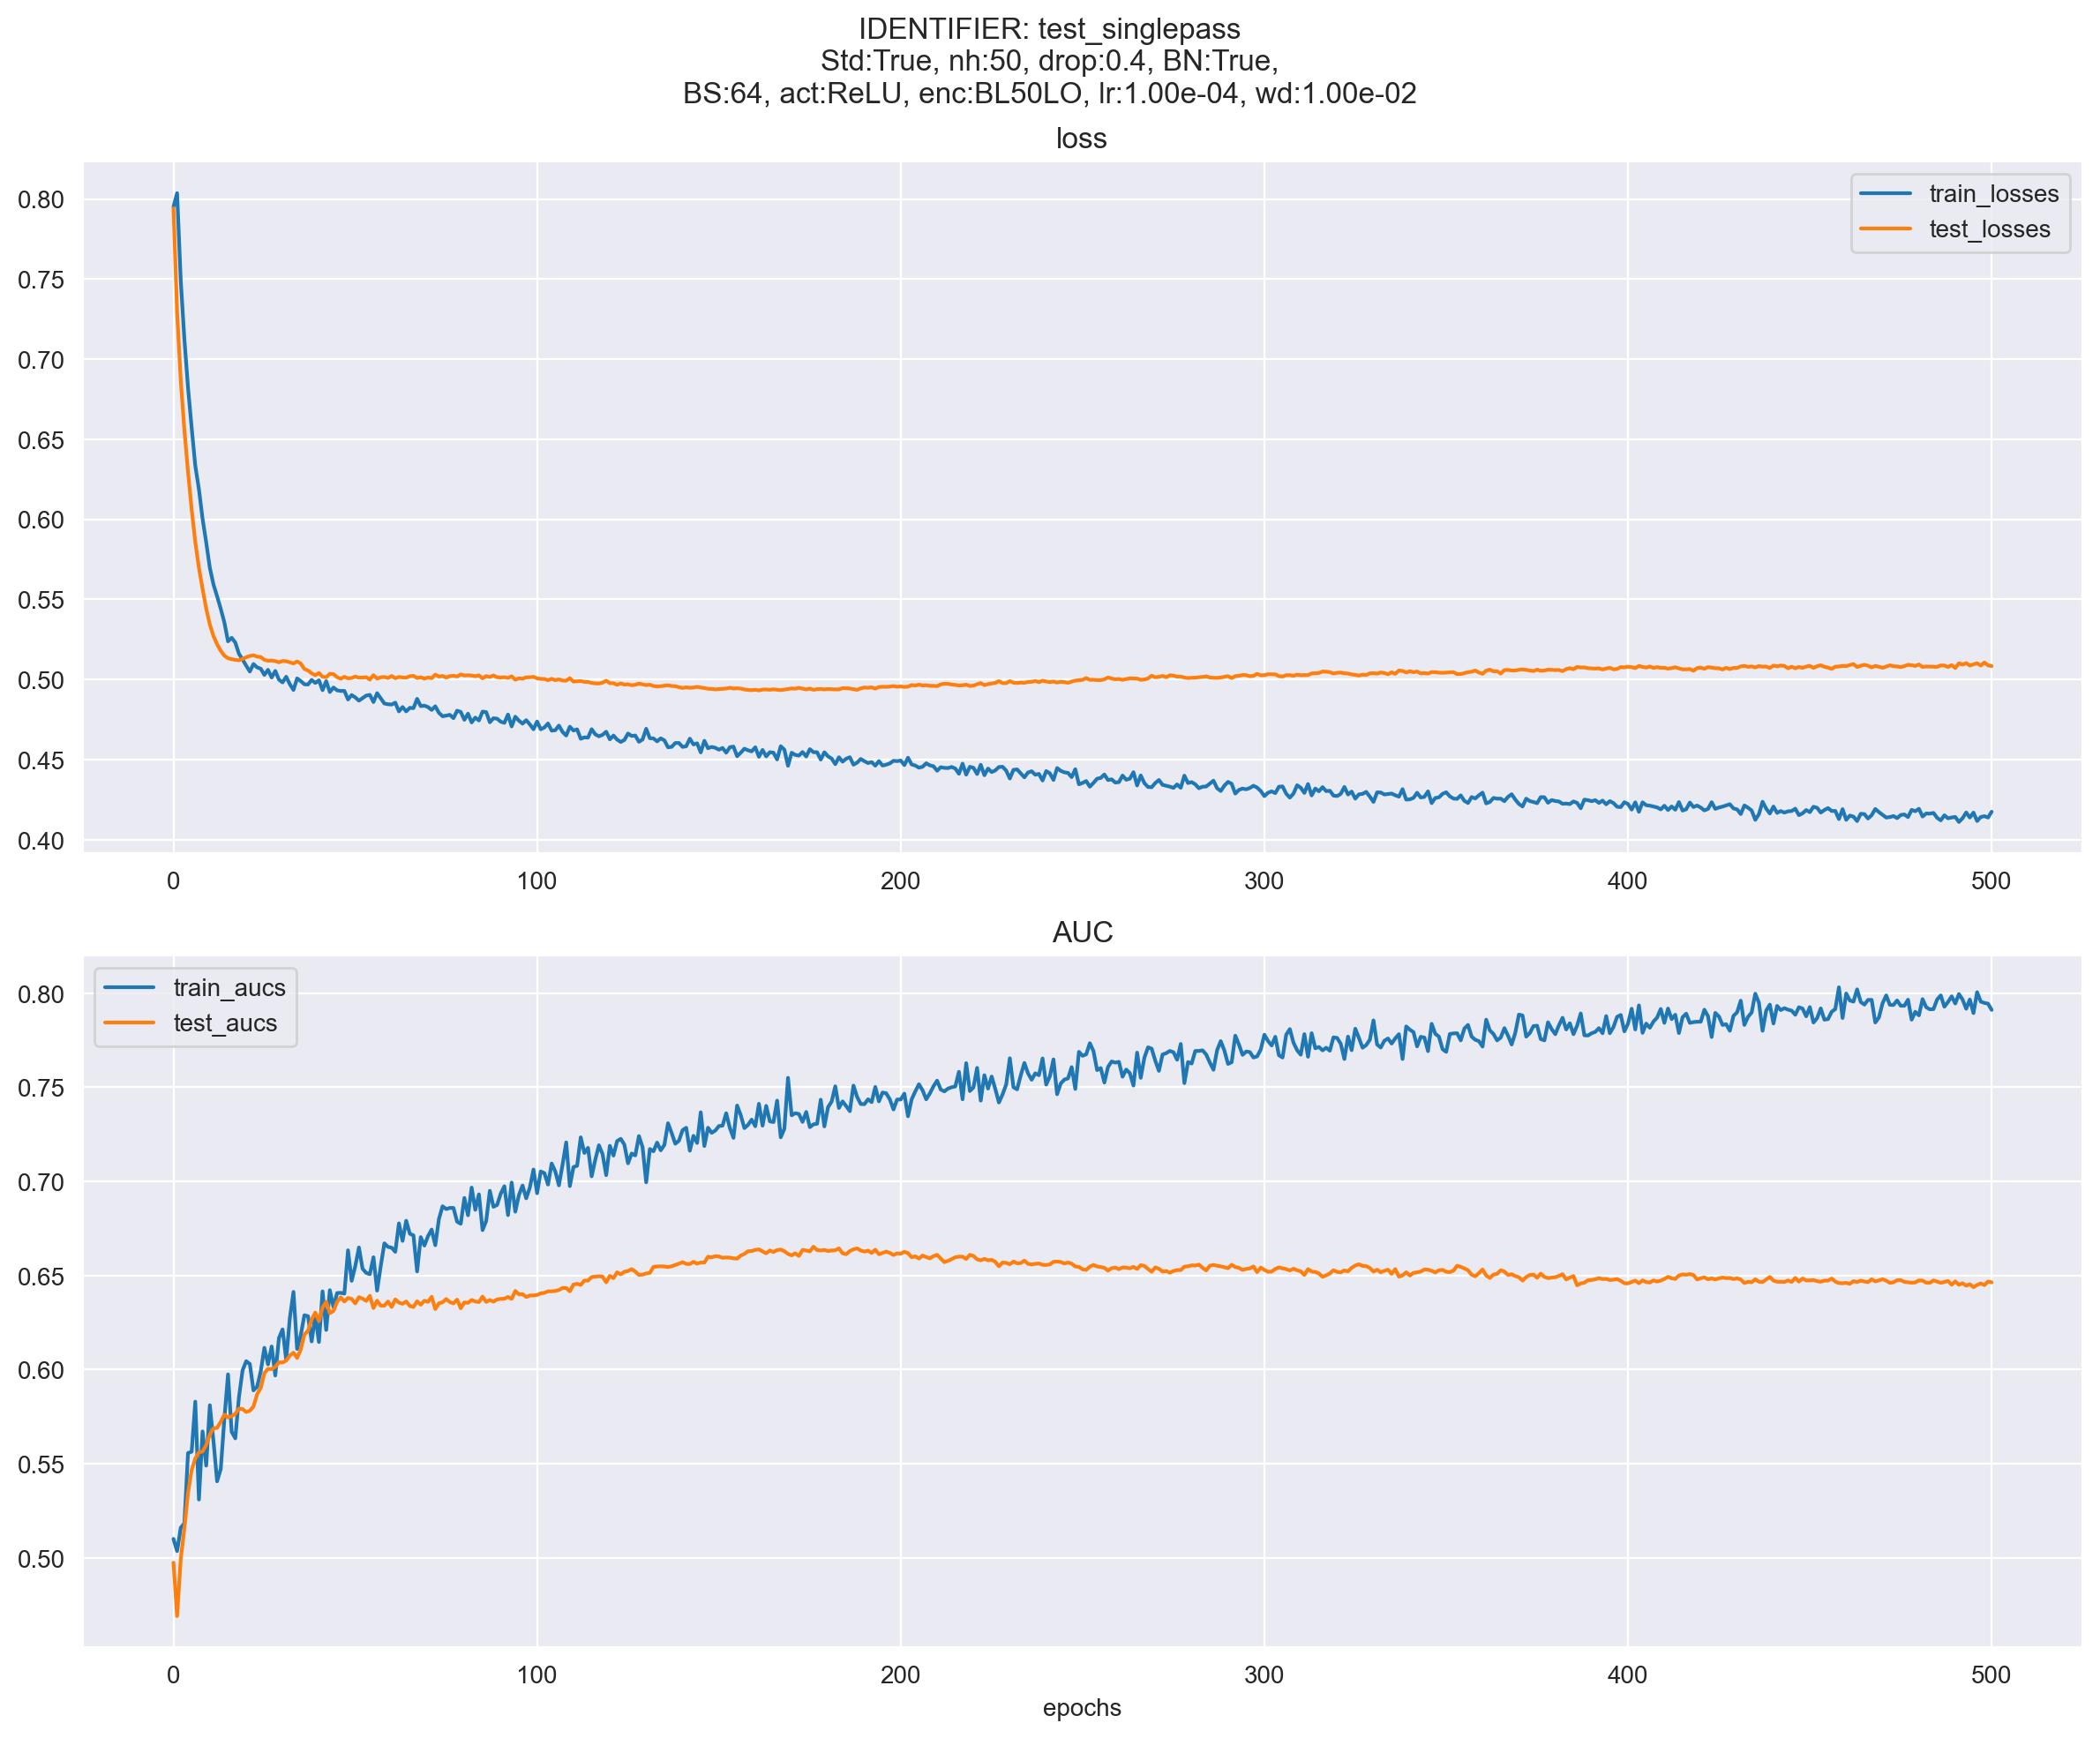 IDENTIFIER: test_singlepass
Std:True, nh:50, drop:0.4, BN:True,
BS:64, act:ReLU, enc:BL50LO, lr:1.00e-04, wd:1.00e-02
loss
train_losses
test_losses
0.80
0.75
0.70
0.65
0.60
0.55
0.50
0.45
0.40
0 100 200 300 400 500
AUC
train_aucs
test_aucs
0.80
0.75
0.70
0.65
0.60
0.55
0.50
0 100 200 300 400 500
epochs